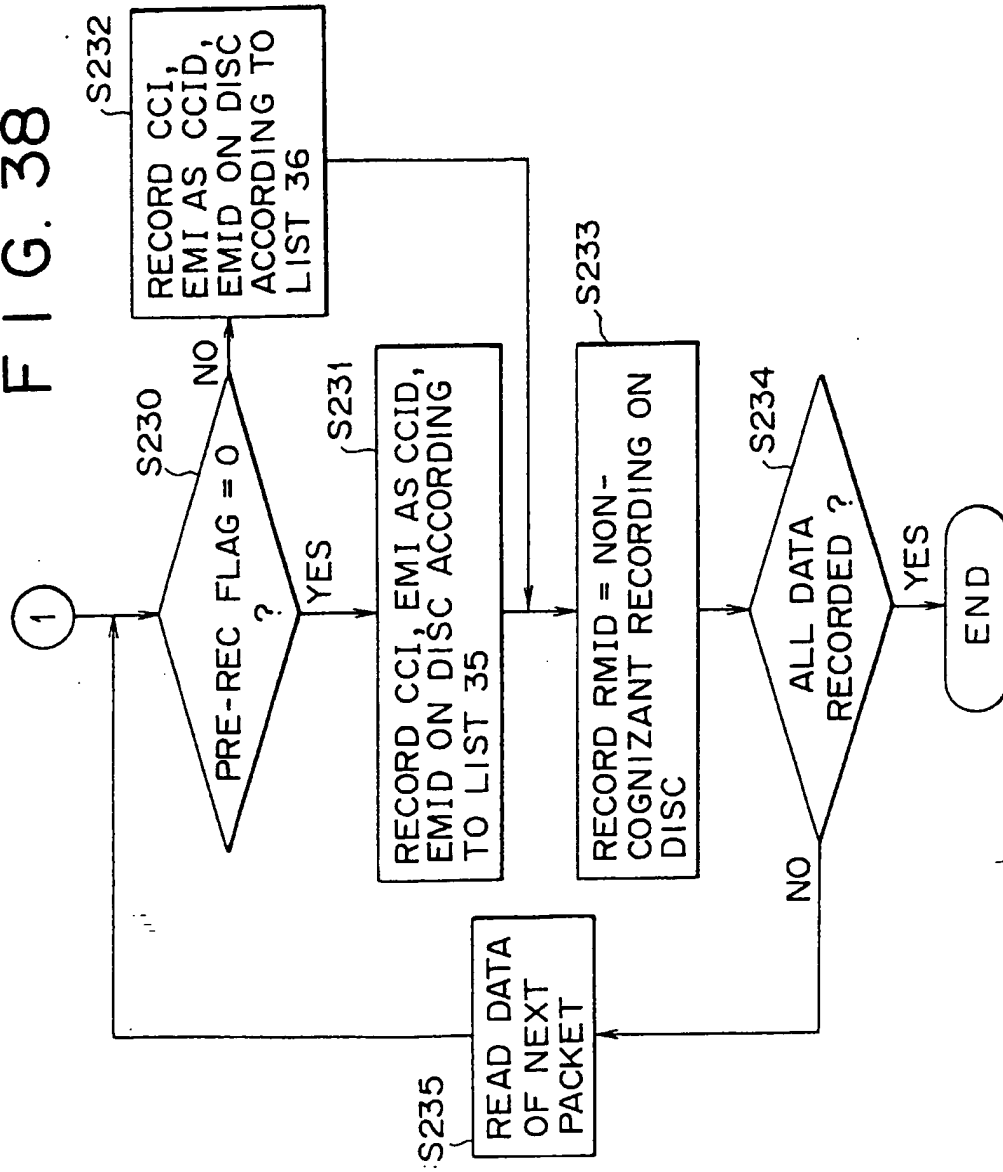 FIG. 38
1
S230
PRE-REC FLAG = 0
?
NO
YES
S232
RECORD CCI,
EMI AS CCID,
EMID ON DISC
ACCORDING TO
LIST 36
S231
RECORD CCI, EMI AS CCID,
EMID ON DISC ACCORDING
TO LIST 35
S233
RECORD RMID = NON-
COGNIZANT RECORDING ON
DISC
S234
ALL DATA
RECORDED ?
NO
YES
S235
READ DATA
OF NEXT
PACKET
END